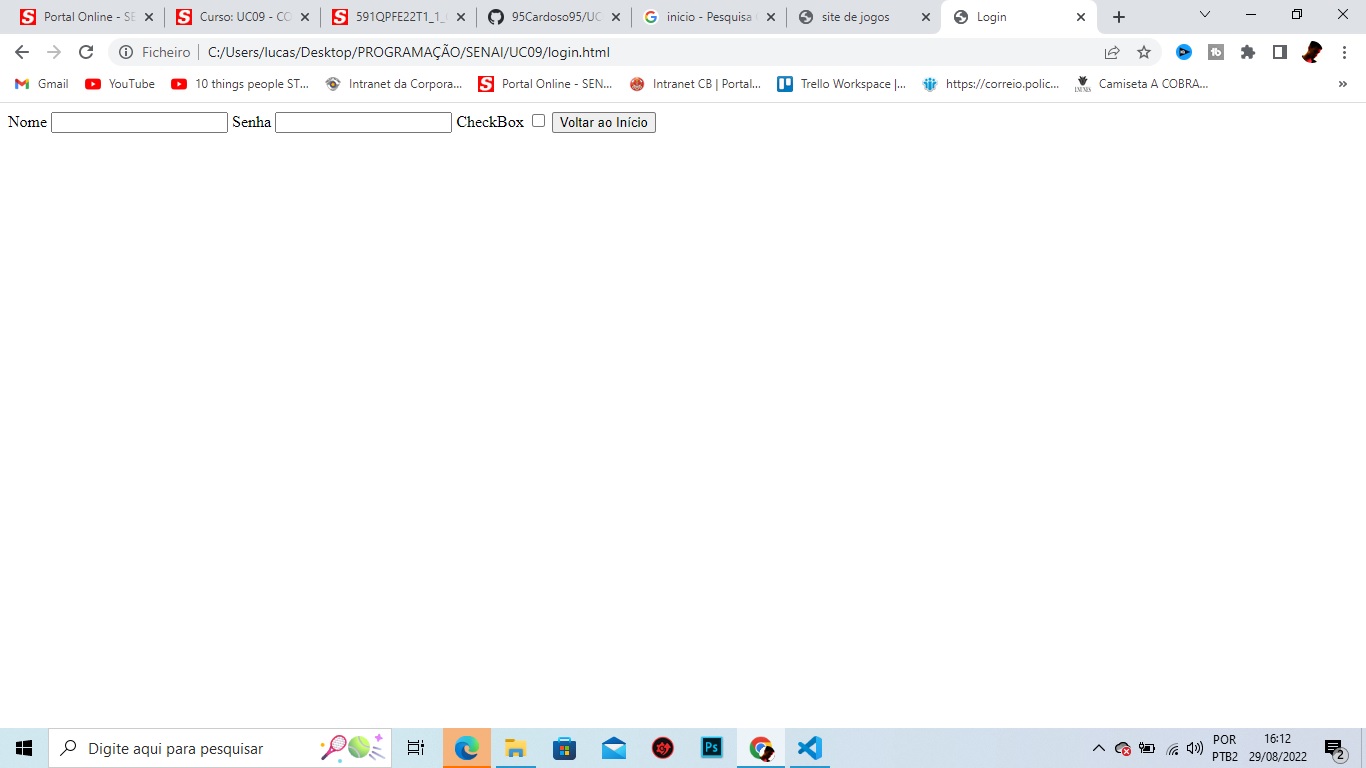 Portal Online - SE
Curso: UC09 - CO
591QPFE22T1_1_
95Cardoso95/UC
inicio - Pesquisa
site de jogos
Login
Ficheiro
C:/Users/lucas/Desktop/PROGRAMAÇÃO/SENAI/UC09/login.html
Gmail
YouTube
10 things people ST...
Intranet da Corpora...
Portal Online - SEN...
Intranet CB | Portal...
Trello Workspace |...
https://correio.polic...
Camiseta A COBRA...
»
Nome
Senha
CheckBox
Voltar ao Início
Digite aqui para pesquisar
Ps
POR
PTB2
16:12
29/08/2022
2